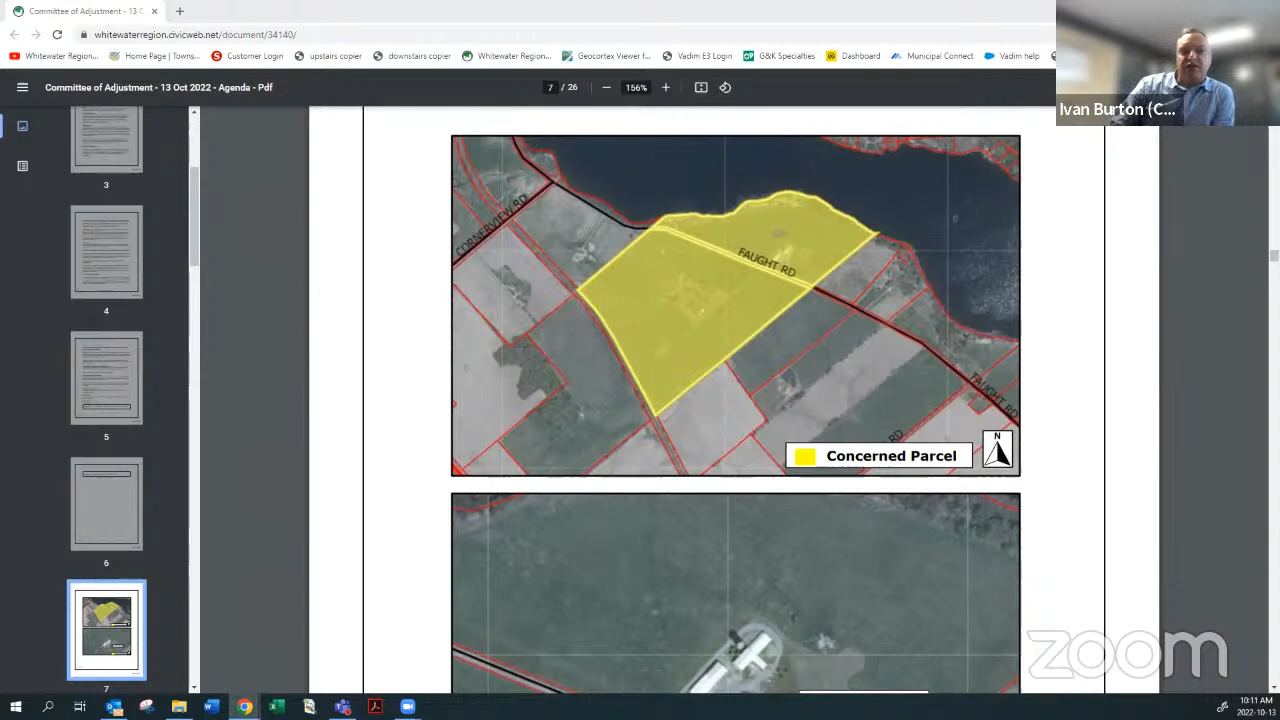 Committee of Adjustment - 13 C
whitewaterregion.civicweb.net/document/34140/
Whitewater Region...
Home Page | Towns...
Customer Login
upstairs copier
downstairs copier
Whitewater Region...
Geocortex Viewer f...
Vadim E3 Login
G&K Specialties
Dashboard
Municipal Connect
Vadim help
Committee of Adjustment - 13 Oct 2022 - Agenda - Pdf
7 / 26
156%
Ivan Burton (C...
3
4
5
6
7
CORNERVIEW RD
FAUGHT RD
FAUGHT RD
RD
Concerned Parcel
N
zoom
10:11 AM
2022-10-13